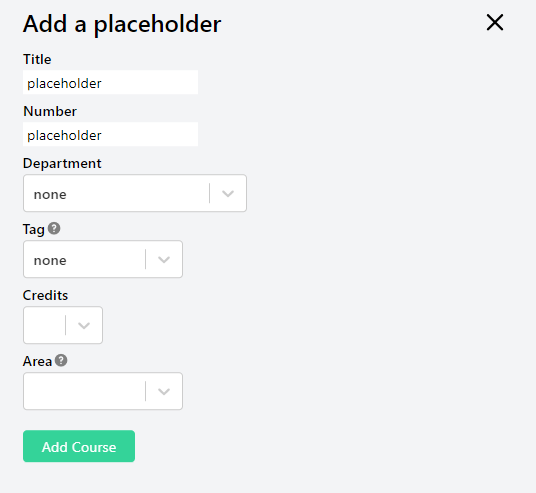 Add a placeholder
Title
placeholder
Number
placeholder
Department
none
Tag ?
none
Credits
Area ?
Add Course